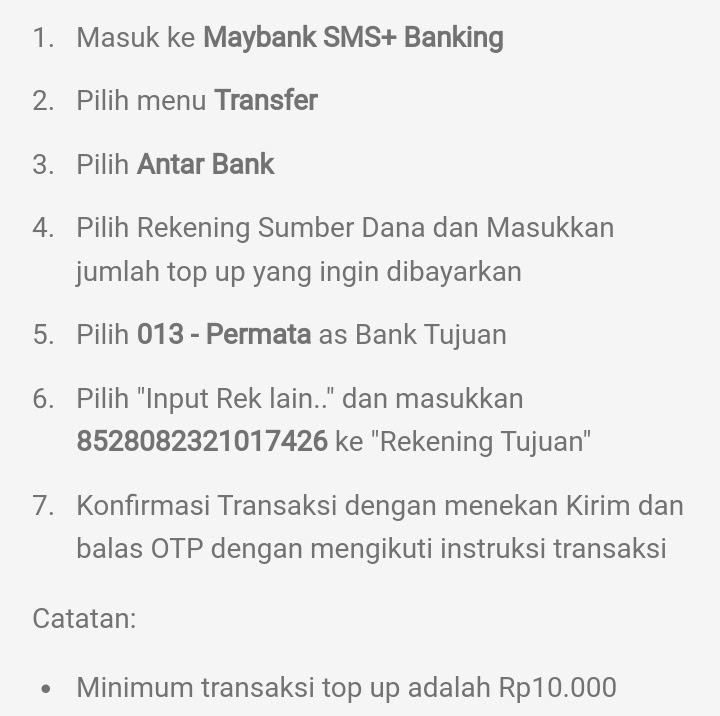 1. Masuk ke Maybank SMS+ Banking
2. Pilih menu Transfer
3. Pilih Antar Bank
4. Pilih Rekening Sumber Dana dan Masukkan
jumlah top up yang ingin dibayarkan
5. Pilih 013 - Permata as Bank Tujuan
6. Pilih "Input Rek lain.." dan masukkan
8528082321017426 ke "Rekening Tujuan"
7. Konfirmasi Transaksi dengan menekan Kirim dan
balas OTP dengan mengikuti instruksi transaksi
Catatan:
• Minimum transaksi top up adalah Rp10.000